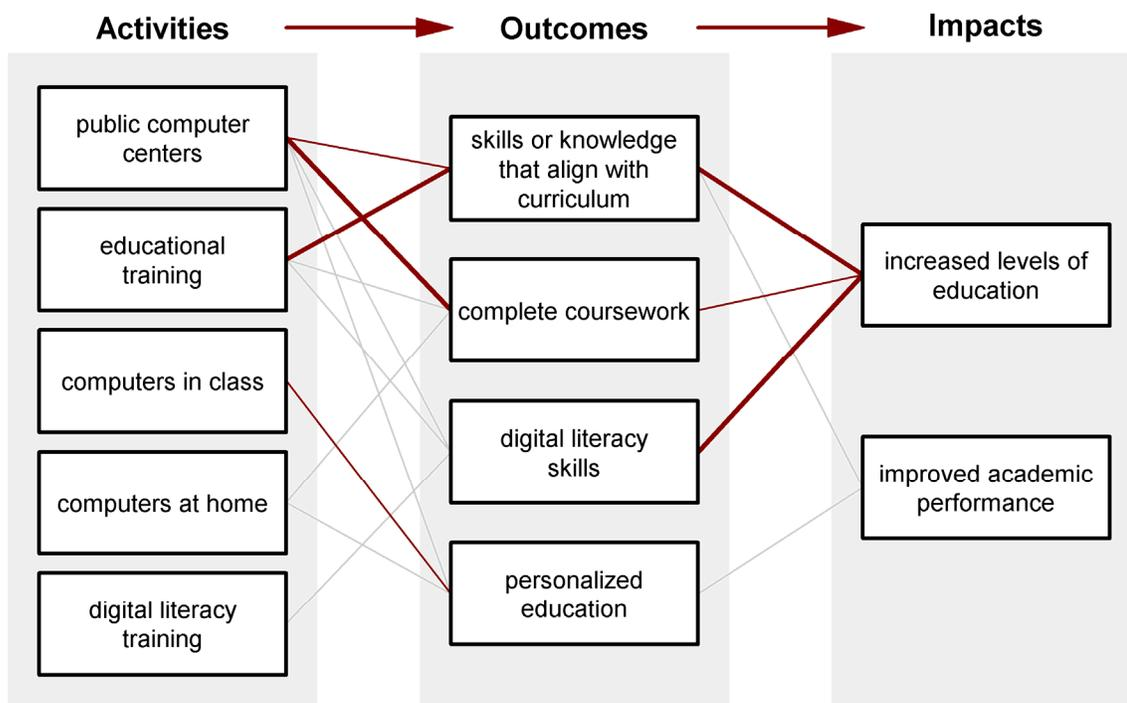 Activities
Outcomes
Impacts
public computer
centers
educational
training
computers in class
computers at home
digital literacy
training
skills or knowledge
that align with
curriculum
complete coursework
digital literacy
skills
personalized
education
increased levels of
education
improved academic
performance